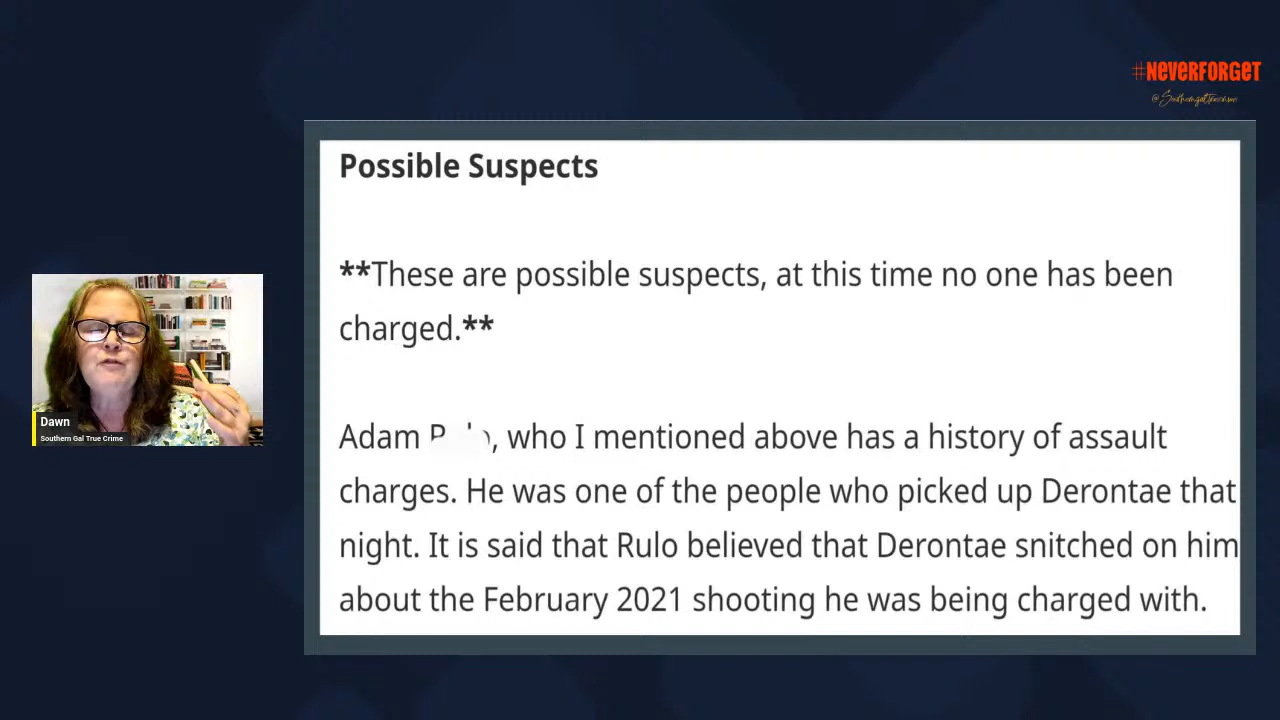 #NEVERFORGET
@Southerngaltruecrime
Possible Suspects
**These are possible suspects, at this time no one has been
charged.**
Adam, who I mentioned above has a history of assault
charges. He was one of the people who picked up Derontae that
night. It is said that Rulo believed that Derontae snitched on him
about the February 2021 shooting he was being charged with.
Dawn
Southern Gal True Crime